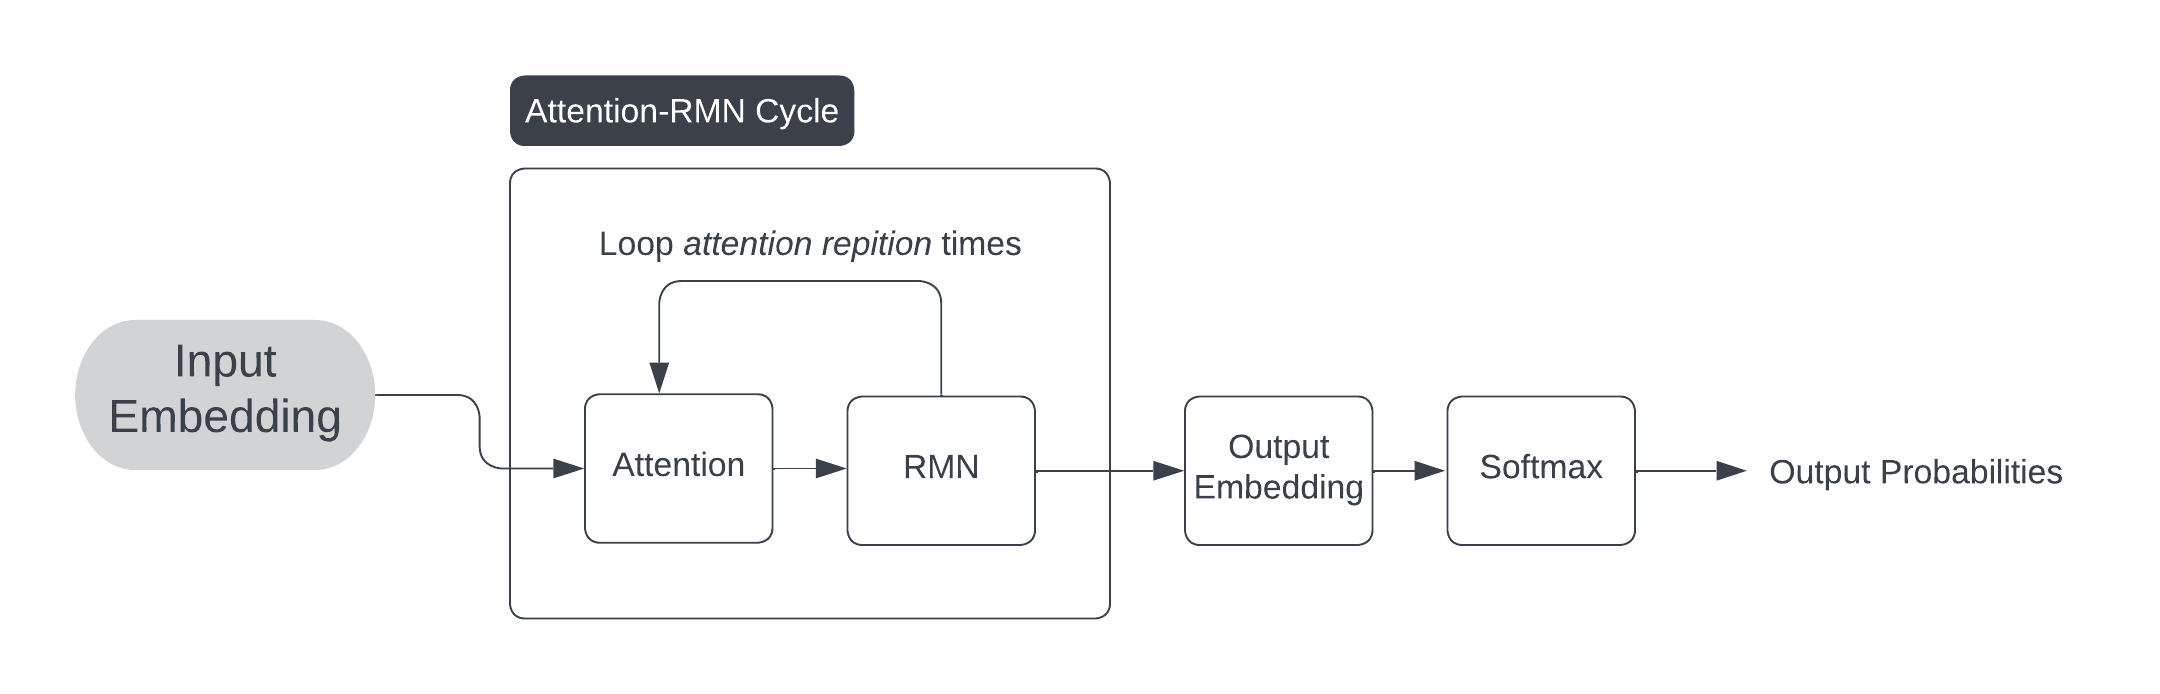 Attention-RMN Cycle
Loop attention repition times
Input
Embedding
Attention
RMN
Output
Embedding
Softmax
Output Probabilities